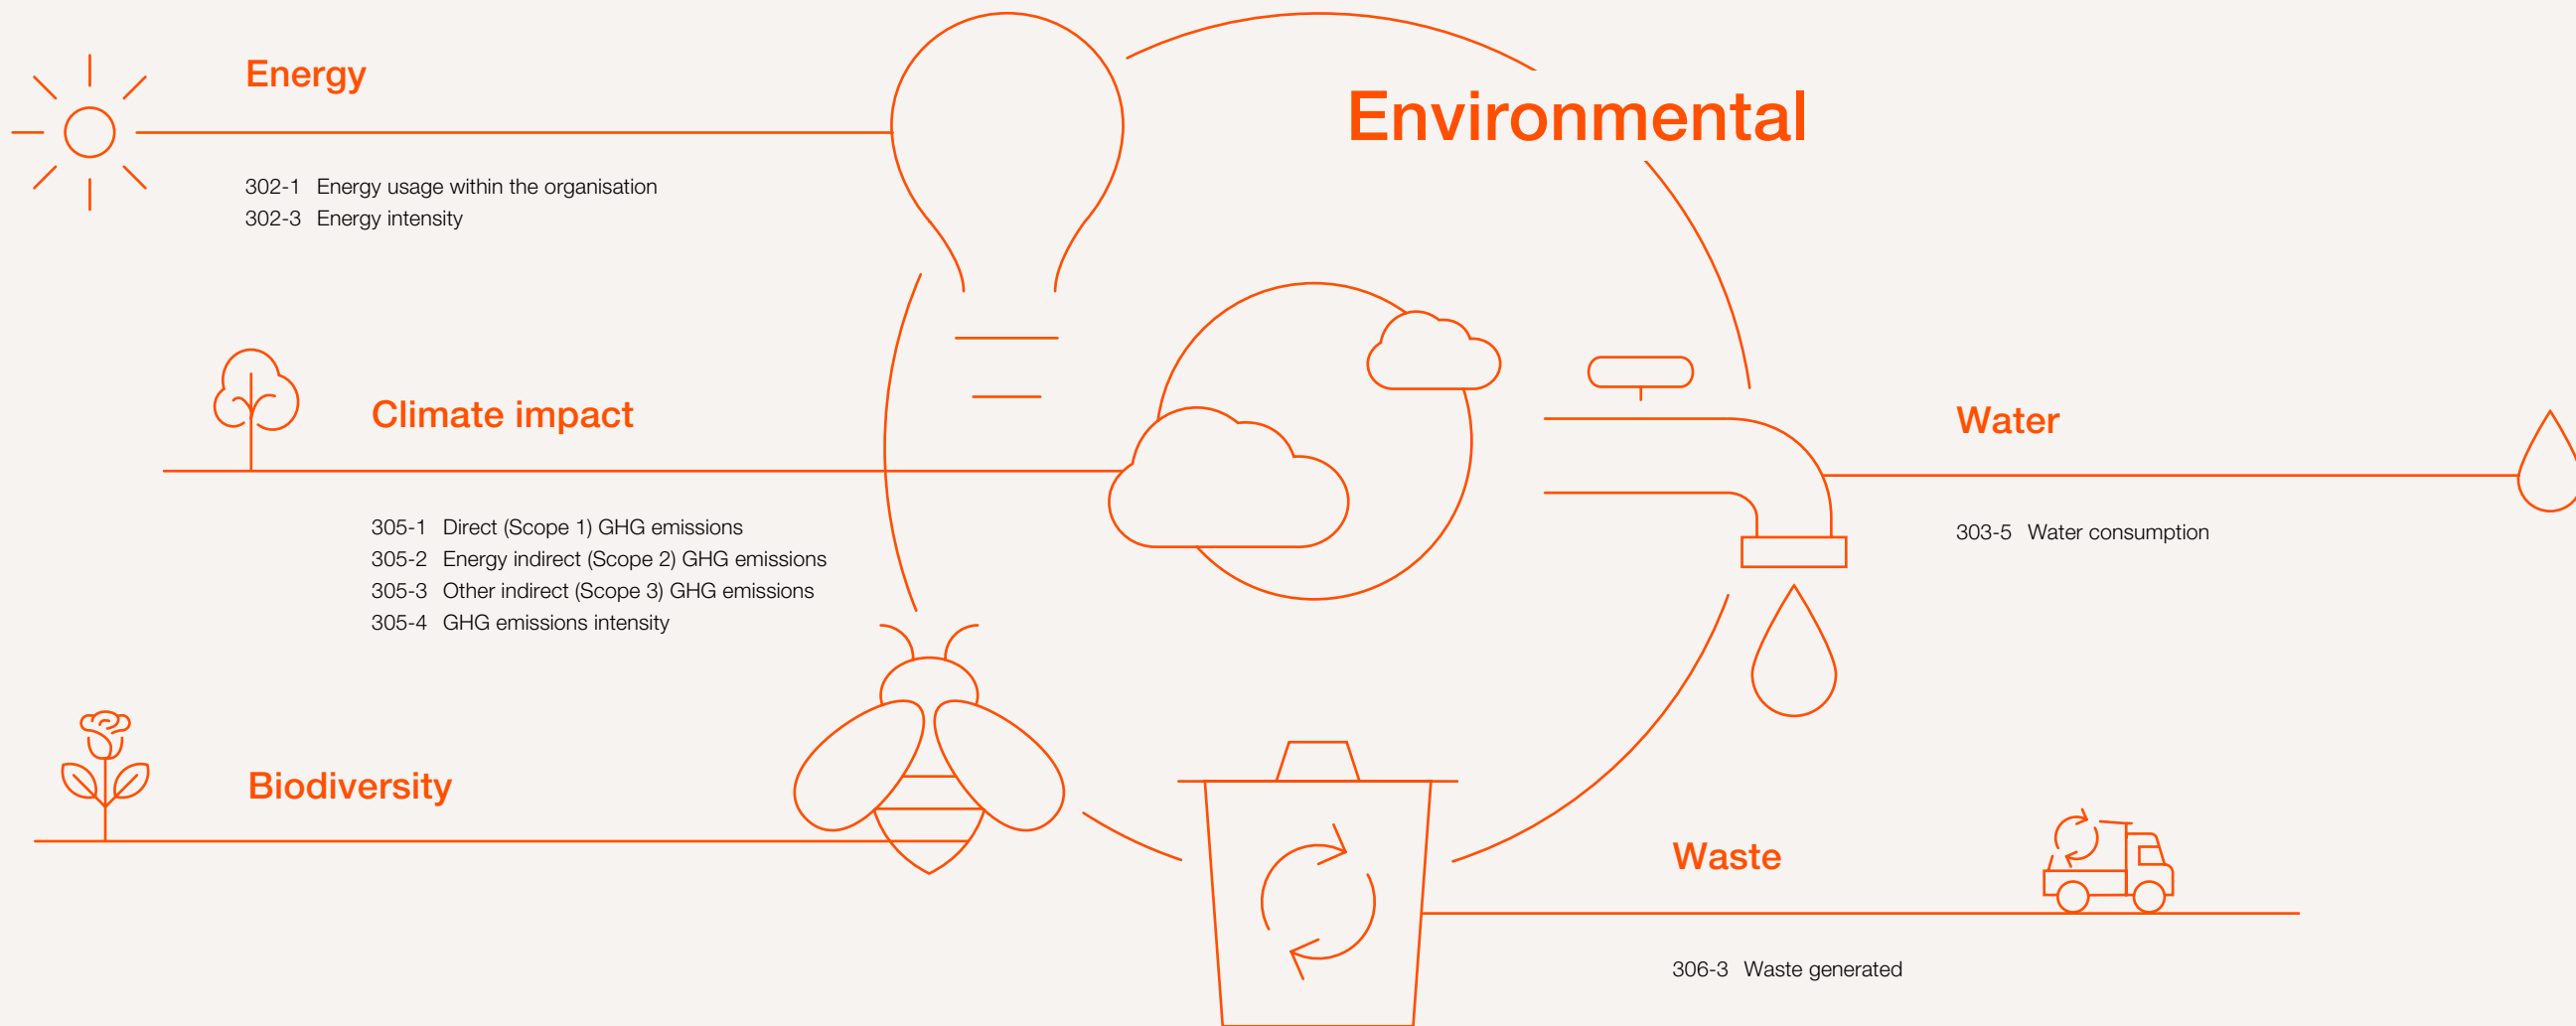 Environmental
Energy
302-1 Energy usage within the organisation
302-3 Energy intensity
Climate impact
305-1 Direct (Scope 1) GHG emissions
305-2 Energy indirect (Scope 2) GHG emissions
305-3 Other indirect (Scope 3) GHG emissions
305-4 GHG emissions intensity
Biodiversity
Water
303-5 Water consumption
Waste
306-3 Waste generated